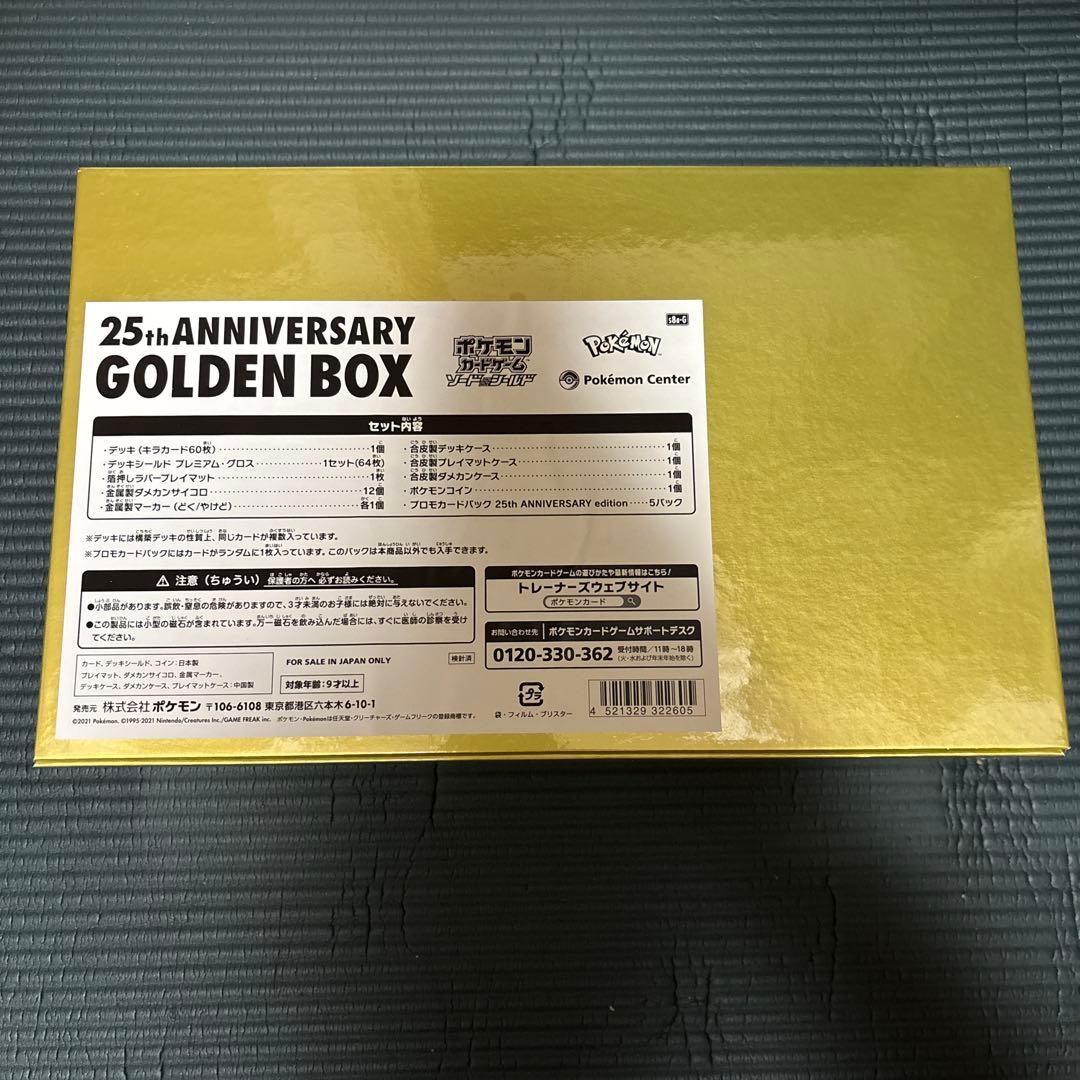 25th ANNIVERSARY
GOLDEN BOX
ポケモン
カードゲーム
ソード&シールド
s8a-G
POKéMON
Pokémon Center
セット内容
・デッキ (キラカード60枚) 1個
・デッキシールド プレミアム・グロス 1セット(64枚)
・箔押しラバープレイマット 1枚
・金属製ダメカンサイコロ 12個
・金属製マーカー (どく/やけど) 各1個
・合皮製デッキケース 1個
・合皮製プレイマットケース 1個
・合皮製ダメカンケース 1個
・ポケモンコイン 1個
・プロモカードパック 25th ANNIVERSARY edition 5パック
※デッキには構築デッキの性質上、同じカードが複数入っています。
※プロモカードパックにはカードがランダムに1枚入っています。このパックは本商品以外でも入手できます。
注意 (ちゅうい) 保護者の方へ 必ずお読みください。
●小部品があります。誤飲・窒息の危険がありますので、3才未満のお子様には絶対に与えないでください。
●この製品には小型の磁石が含まれています。万一磁石を飲み込んだ場合には、すぐに医師の診察を受け
てください。
ポケモンカードゲームの遊びかたや最新情報はこちら!
トレーナーズウェブサイト
ポケモンカード
お問い合わせ先 ポケモンカードゲームサポートデスク
0120-330-362 受付時間/11時～18時
(火・水および年末年始を除く)
カード、デッキシールド、コイン:日本製
プレイマット、ダメカンサイコロ、金属マーカー、
デッキケース、ダメカンケース、プレイマットケース:中国製
FOR SALE IN JAPAN ONLY
検針済
対象年齢:9才以上
発売元 株式会社ポケモン 〒106-6108 東京都港区六本木6-10-1
©2021 Pokémon. ©1995-2021 Nintendo/Creatures Inc./GAME FREAK inc. ポケモン・Pokémonは任天堂・クリーチャーズ・ゲームフリークの登録商標です。
プラ
袋・フィルム・ブリスター
4 521329 322605